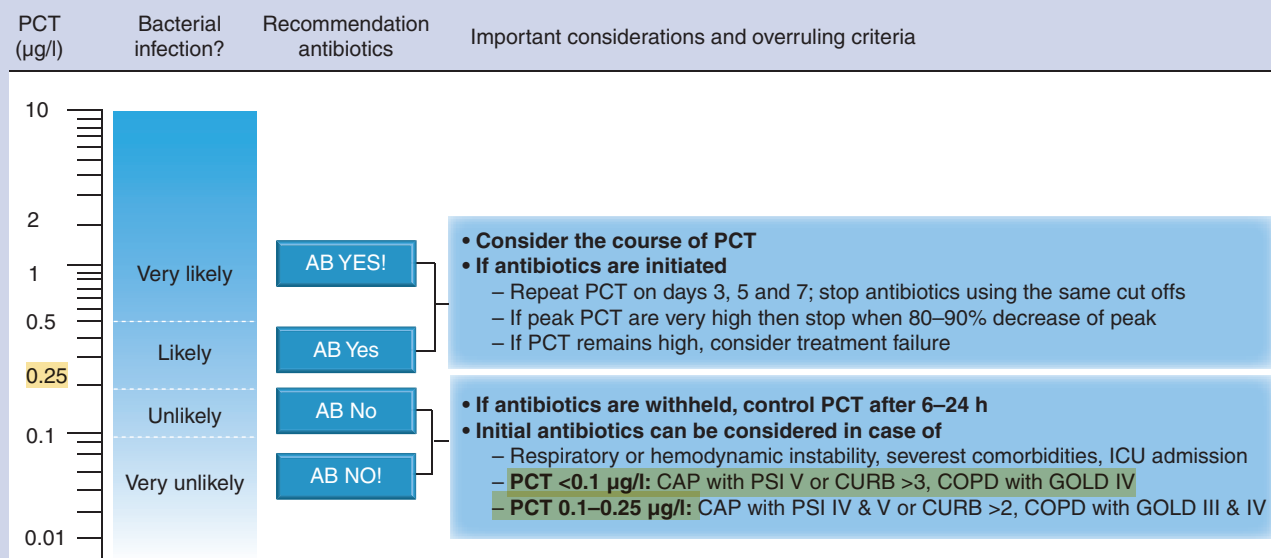 PCT (µg/l)
Bacterial infection?
Recommendation antibiotics
Important considerations and overruling criteria
10
2
1
0.5
0.25
0.1
0.01
Very likely
Likely
Unlikely
Very unlikely
AB YES!
AB Yes
AB No
AB NO!
• Consider the course of PCT
• If antibiotics are initiated
– Repeat PCT on days 3, 5 and 7; stop antibiotics using the same cut offs
– If peak PCT are very high then stop when 80–90% decrease of peak
– If PCT remains high, consider treatment failure
• If antibiotics are withheld, control PCT after 6–24 h
• Initial antibiotics can be considered in case of
– Respiratory or hemodynamic instability, severest comorbidities, ICU admission
– PCT <0.1 µg/l: CAP with PSI V or CURB >3, COPD with GOLD IV
– PCT 0.1–0.25 µg/l: CAP with PSI IV & V or CURB >2, COPD with GOLD III & IV